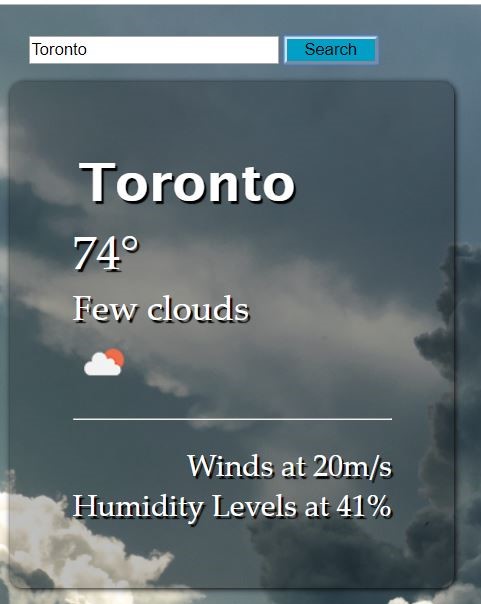 Toronto
Search
Toronto
74°
Few clouds
Winds at 20m/s
Humidity Levels at 41%